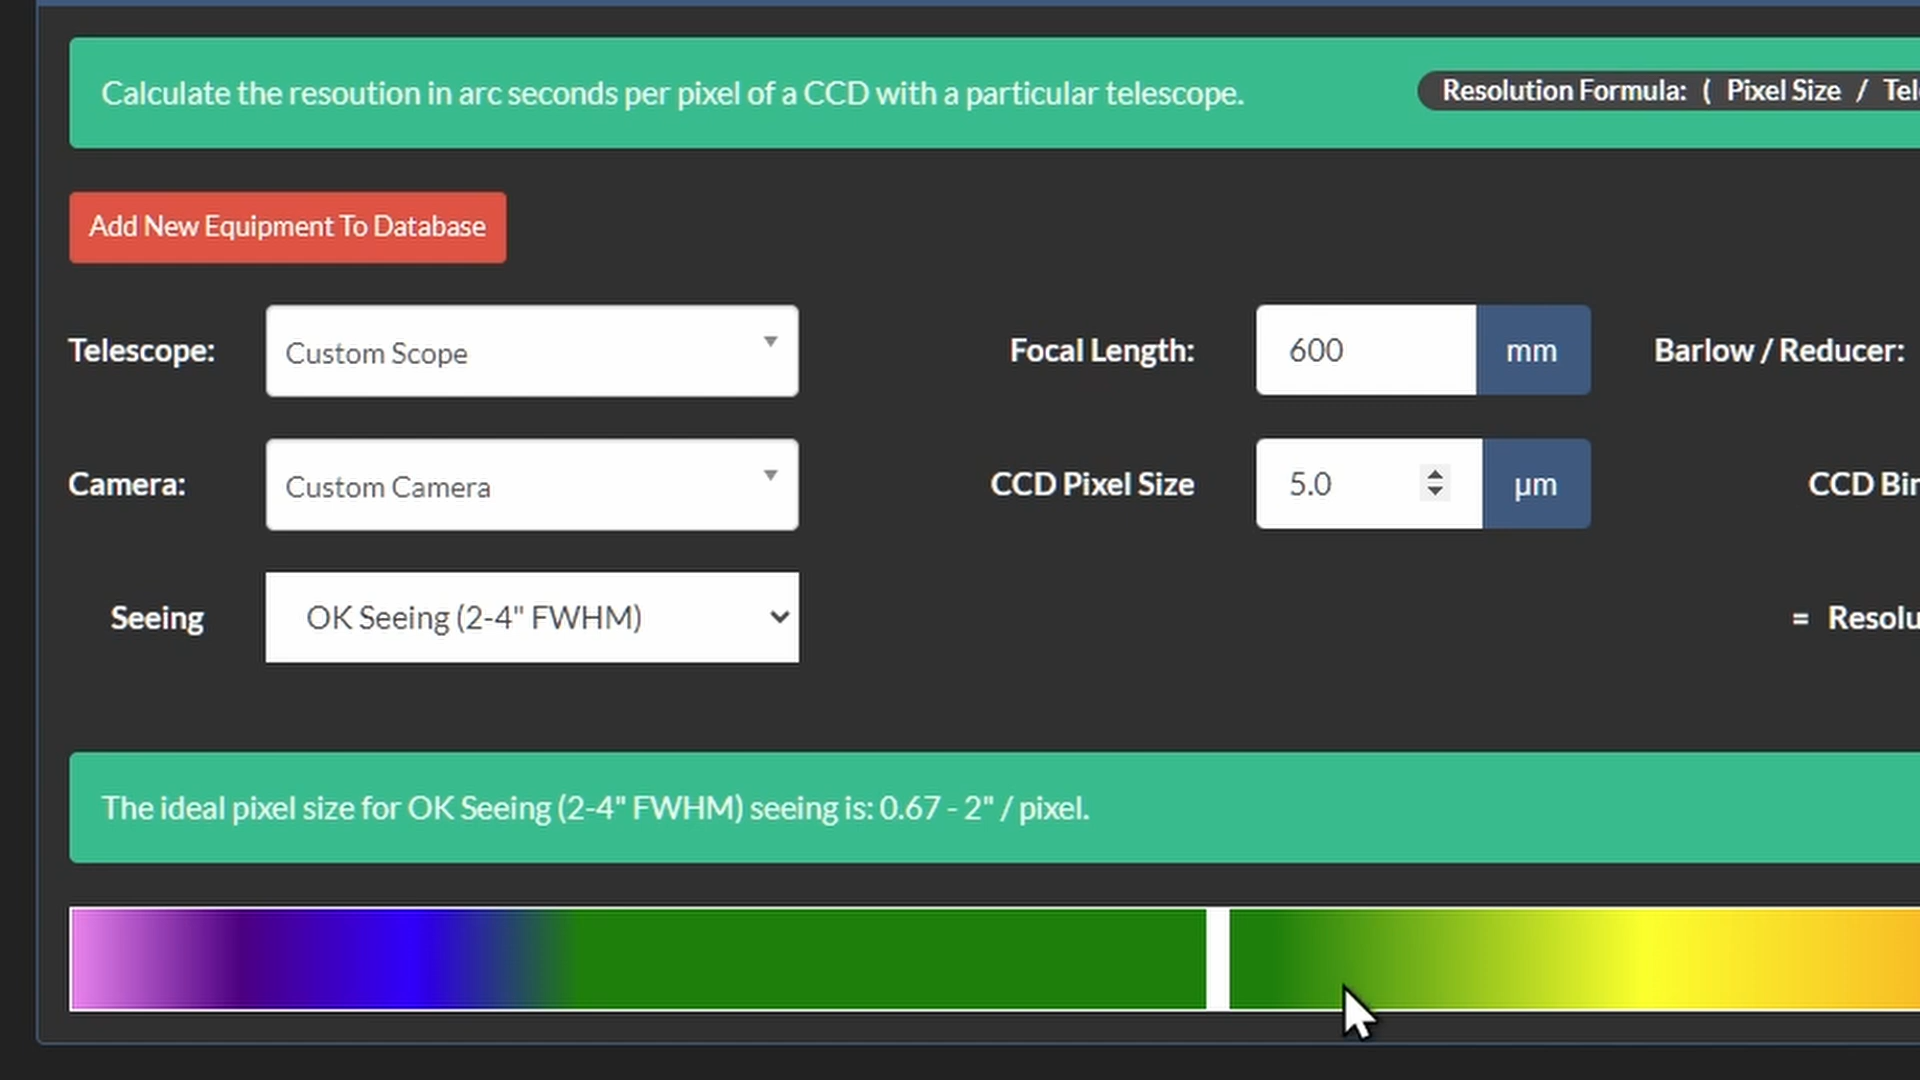 Calculate the resoution in arc seconds per pixel of a CCD with a particular telescope.
Resolution Formula: ( Pixel Size /
Add New Equipment To Database
Telescope: Custom Scope Focal Length: 600 mm Barlow / Reducer:
Camera: Custom Camera CCD Pixel Size 5.0 µm CCD
Seeing OK Seeing (2-4" FWHM) =
The ideal pixel size for OK Seeing (2-4" FWHM) seeing is: 0.67 - 2" / pixel.